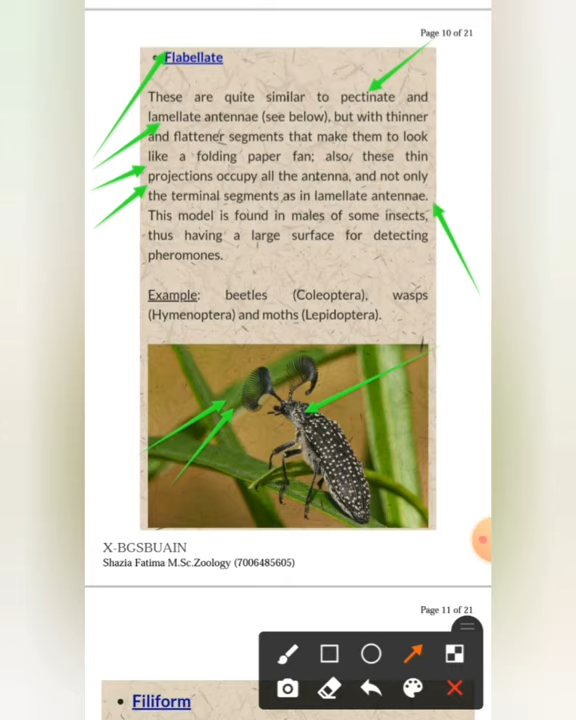 Page 10 of 21
• Flabellate
These are quite similar to pectinate and
lamellate antennae (see below), but with thinner
and flattener segments that make them to look
like a folding paper fan; also, these thin
projections occupy all the antenna, and not only
the terminal segments as in lamellate antennae.
This model is found in males of some insects,
thus having a large surface for detecting
pheromones.
Example: beetles (Coleoptera), wasps
(Hymenoptera) and moths (Lepidoptera).
X-BGSBUAIN
Shazia Fatima M.Sc.Zoology (7006485605)
Page 11 of 21
• Filiform